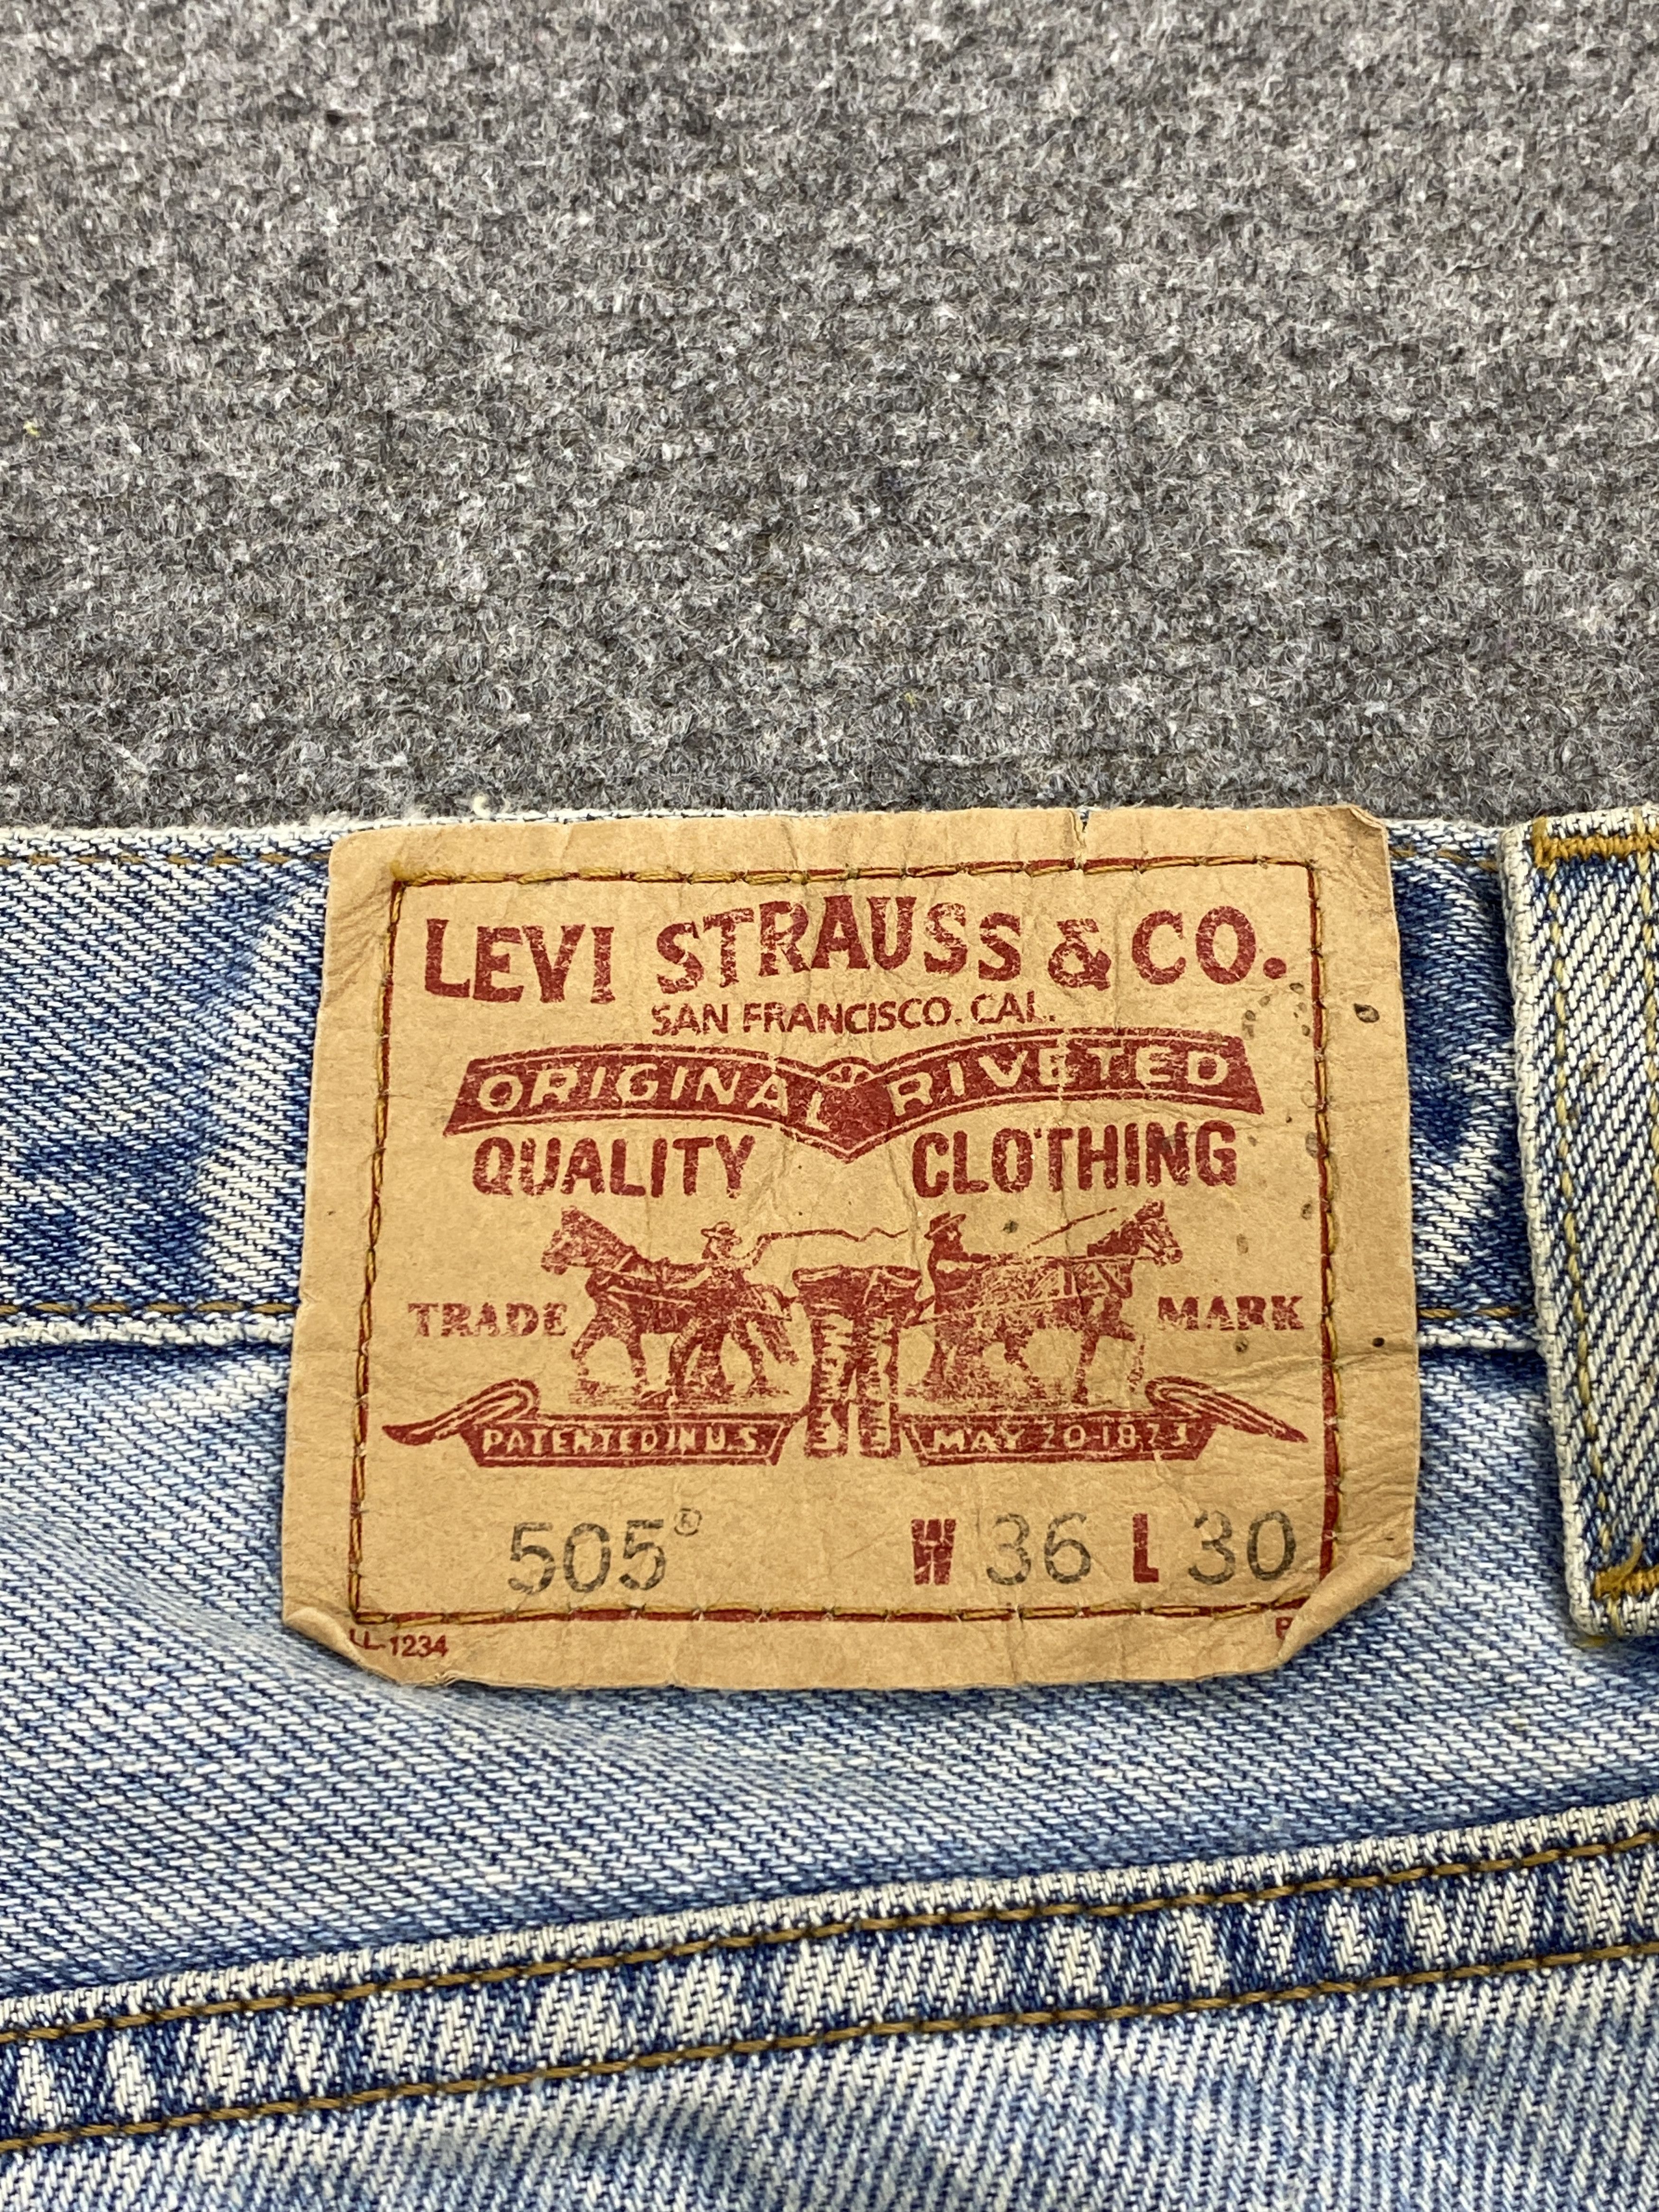 LEVI STRAUSS & CO.
SAN FRANCISCO. CAL.
ORIGINAL RIVETED
QUALITY CLOTHING
TRADE MARK
PATENTED IN U.S. MAY 20 1873
505® W 36 L 30
LL-1234 P